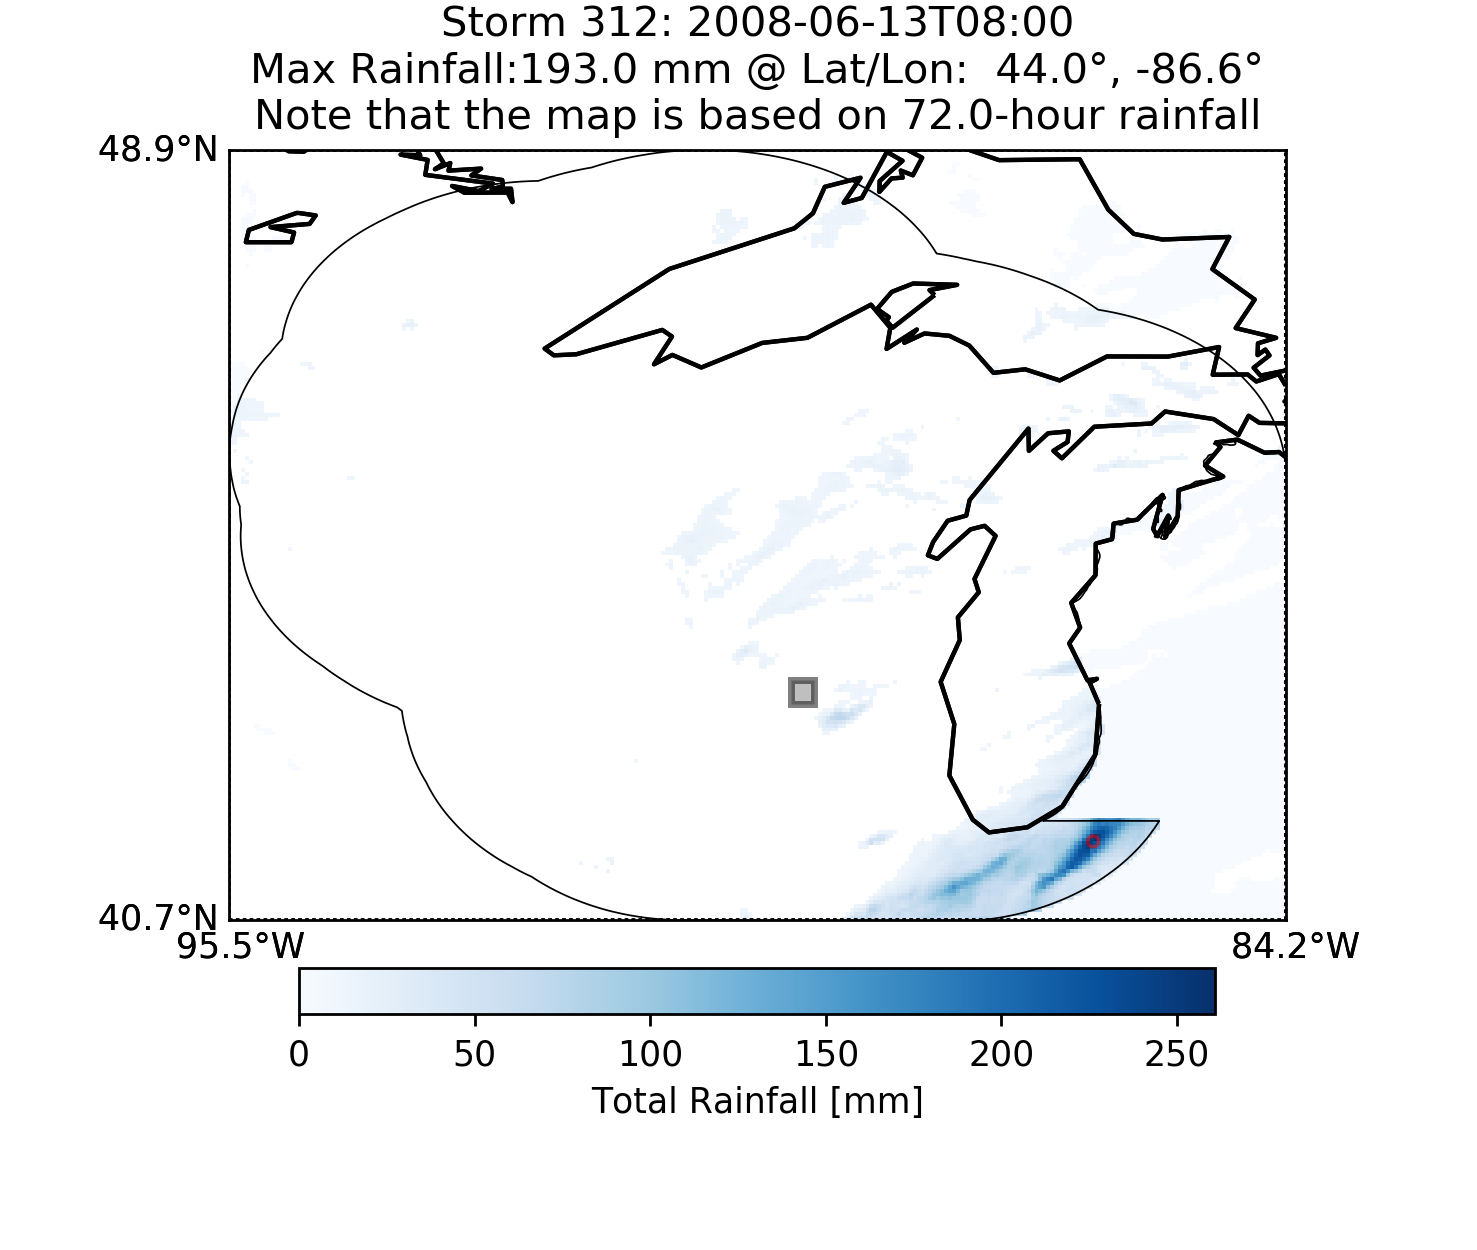 Storm 312: 2008-06-13T08:00
Max Rainfall:193.0 mm @ Lat/Lon:  44.0°, -86.6°
Note that the map is based on 72.0-hour rainfall
48.9°N
40.7°N
95.5°W
84.2°W
0 50 100 150 200 250
Total Rainfall [mm]